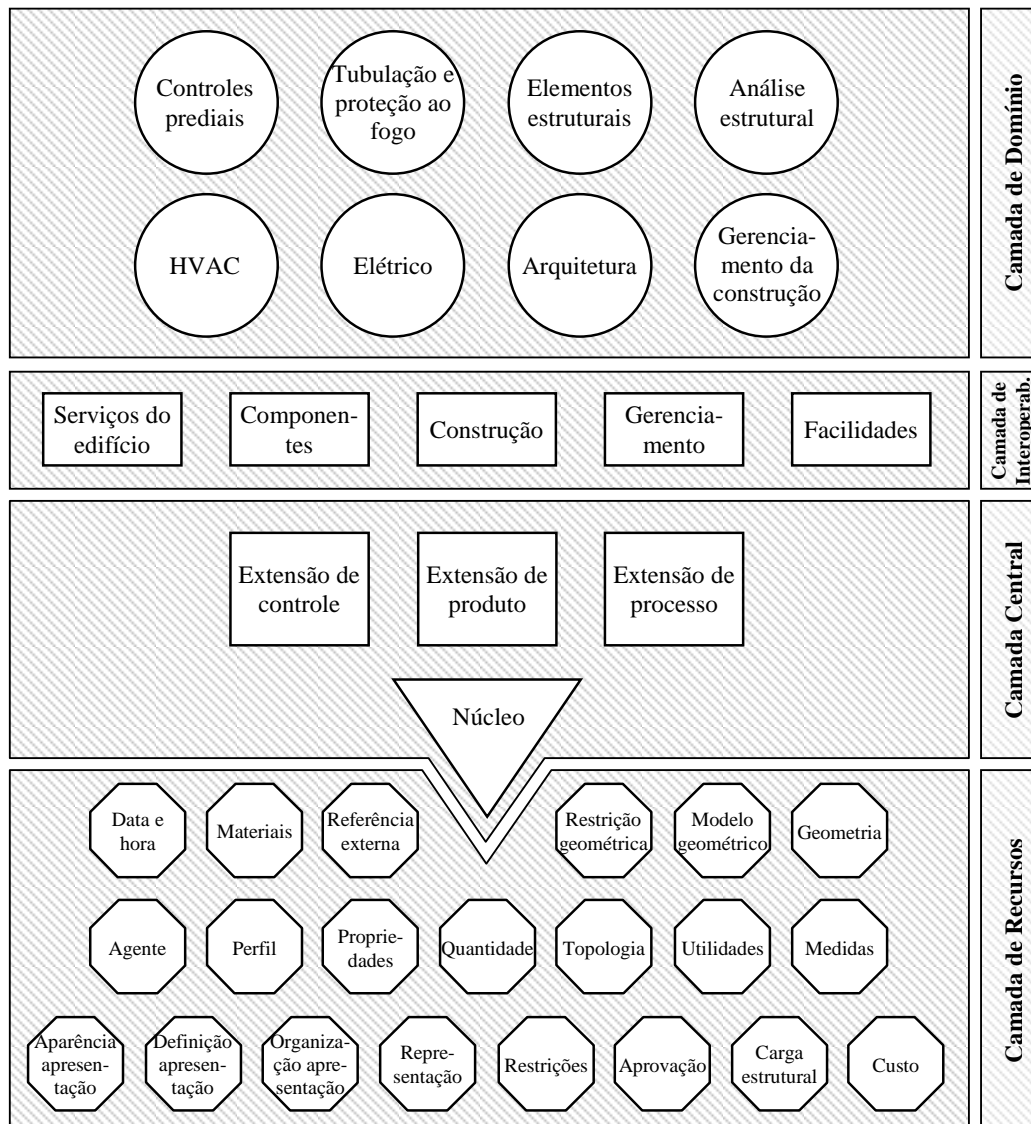 Controles
prediais
Tubulação e
proteção ao
fogo
Elementos
estruturais
Análise
estrutural
HVAC
Elétrico
Arquitetura
Gerencia-
mento da
construção
Camada de Domínio
Serviços do
edifício
Componen-
tes
Construção
Gerencia-
mento
Facilidades
Camada de
Interoperab.
Extensão de
controle
Extensão de
produto
Extensão de
processo
Núcleo
Camada Central
Data e
hora
Materiais
Referência
externa
Restrição
geométrica
Modelo
geométrico
Geometria
Agente
Perfil
Proprie-
dades
Quantidade
Topologia
Utilidades
Medidas
Aparência
apresen-
tação
Definição
apresen-
tação
Organiza-
ção apre-
sentação
Repre-
sentação
Restrições
Aprovação
Carga
estrutural
Custo
Camada de Recursos